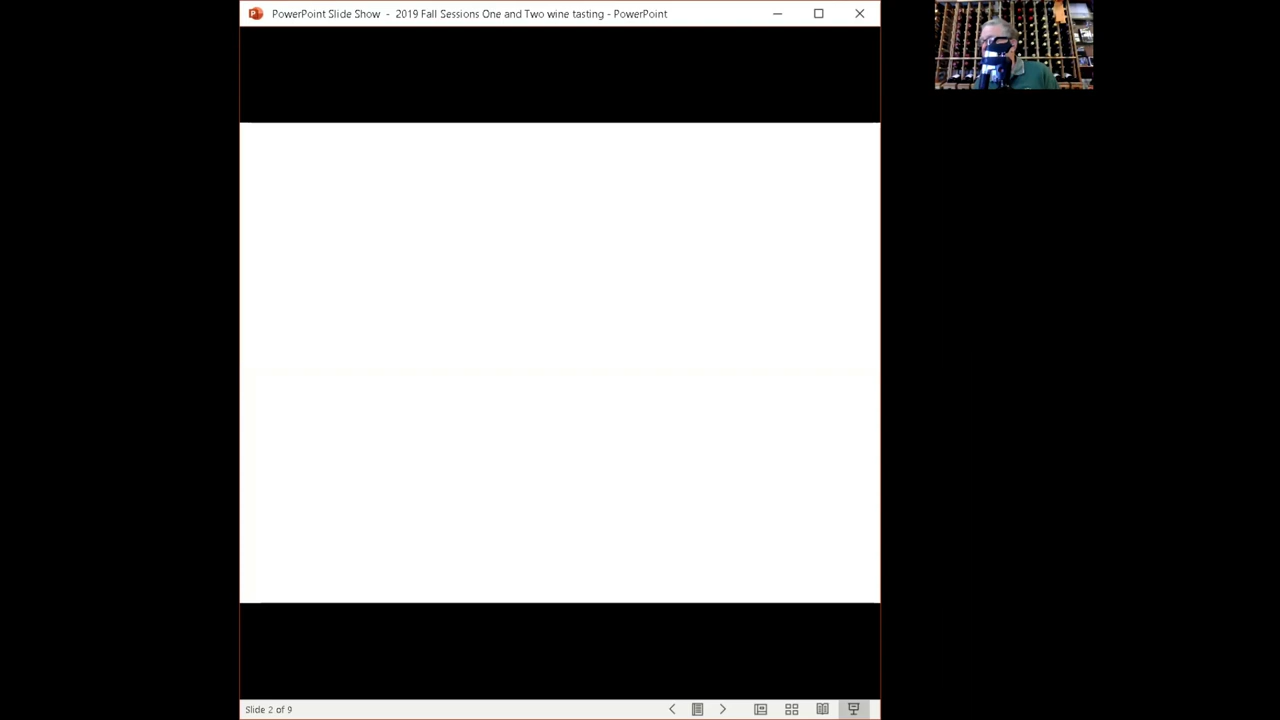 PowerPoint Slide Show - 2019 Fall Sessions One and Two wine tasting - PowerPoint
Slide 2 of 9